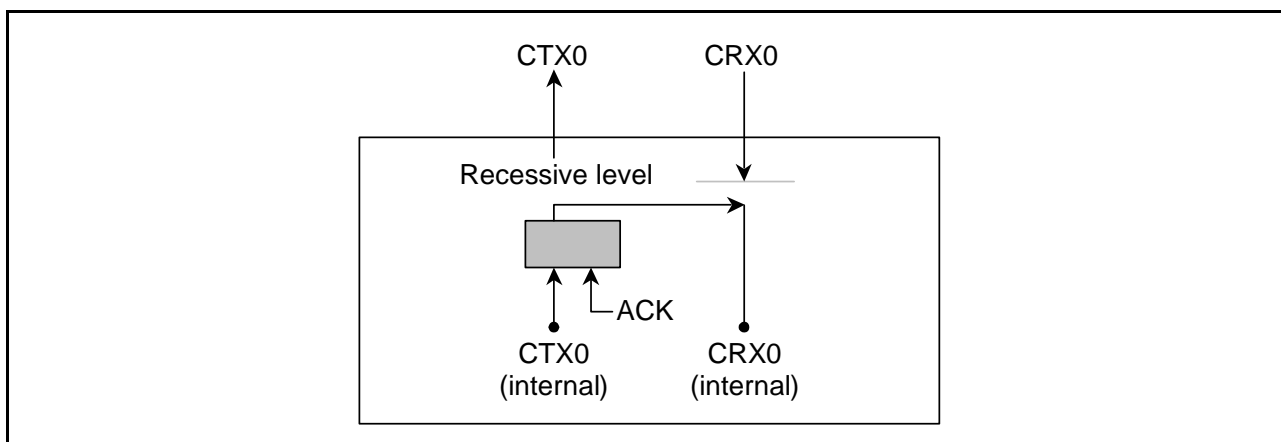 CTX0
CRX0
Recessive level
ACK
CTX0
(internal)
CRX0
(internal)